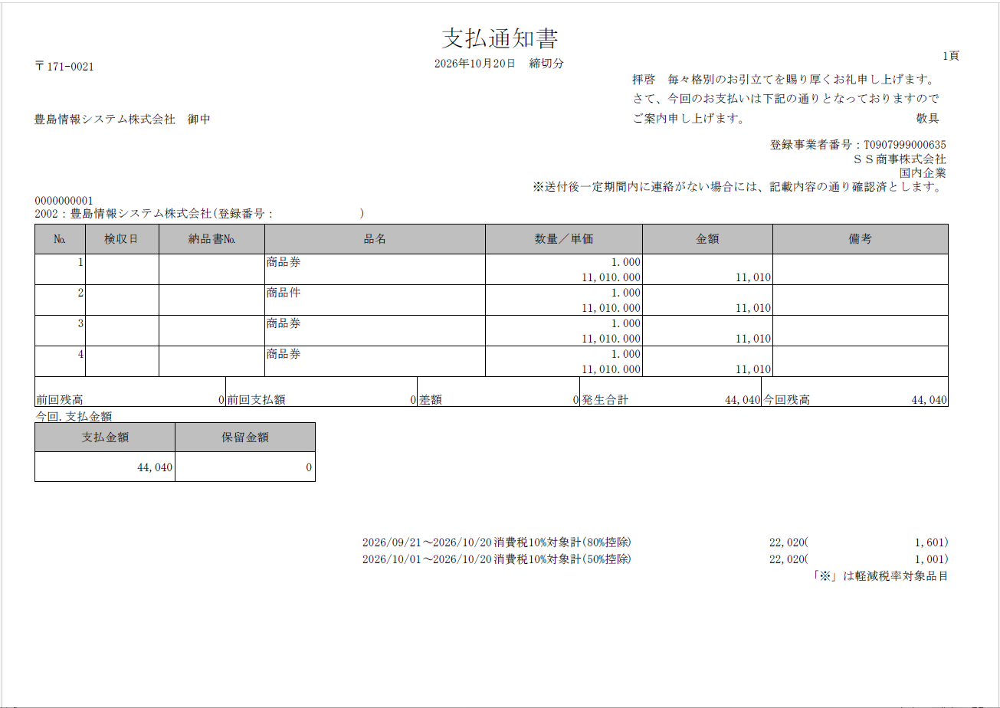 支払通知書
1頁
〒171-0021
2026年10月20日 締切分
拝啓 毎々格別のお引立てを賜り厚くお礼申し上げます。
さて、今回のお支払いは下記の通りとなっておりますので
豊島情報システム株式会社 御中
ご案内申し上げます。 敬具
登録事業者番号：T0907999000635
ＳＳ商事株式会社
国内企業
※送付後一定期間内に連絡がない場合には、記載内容の通り確認済とします。
0000000001
2002：豊島情報システム株式会社(登録番号： )
№ 検収日 納品書№ 品名 数量／単価 金額 備考
1 商品券 1.000
11,010.000 11,010
2 商品件 1.000
11,010.000 11,010
3 商品券 1.000
11,010.000 11,010
4 商品券 1.000
11,010.000 11,010
前回残高 0 前回支払額 0 差額 0 発生合計 44,040 今回残高 44,040
今回.支払金額
支払金額 保留金額
44,040 0
2026/09/21～2026/10/20 消費税10%対象計(80%控除) 22,020( 1,601)
2026/10/01～2026/10/20 消費税10%対象計(50%控除) 22,020( 1,001)
「※」は軽減税率対象品目